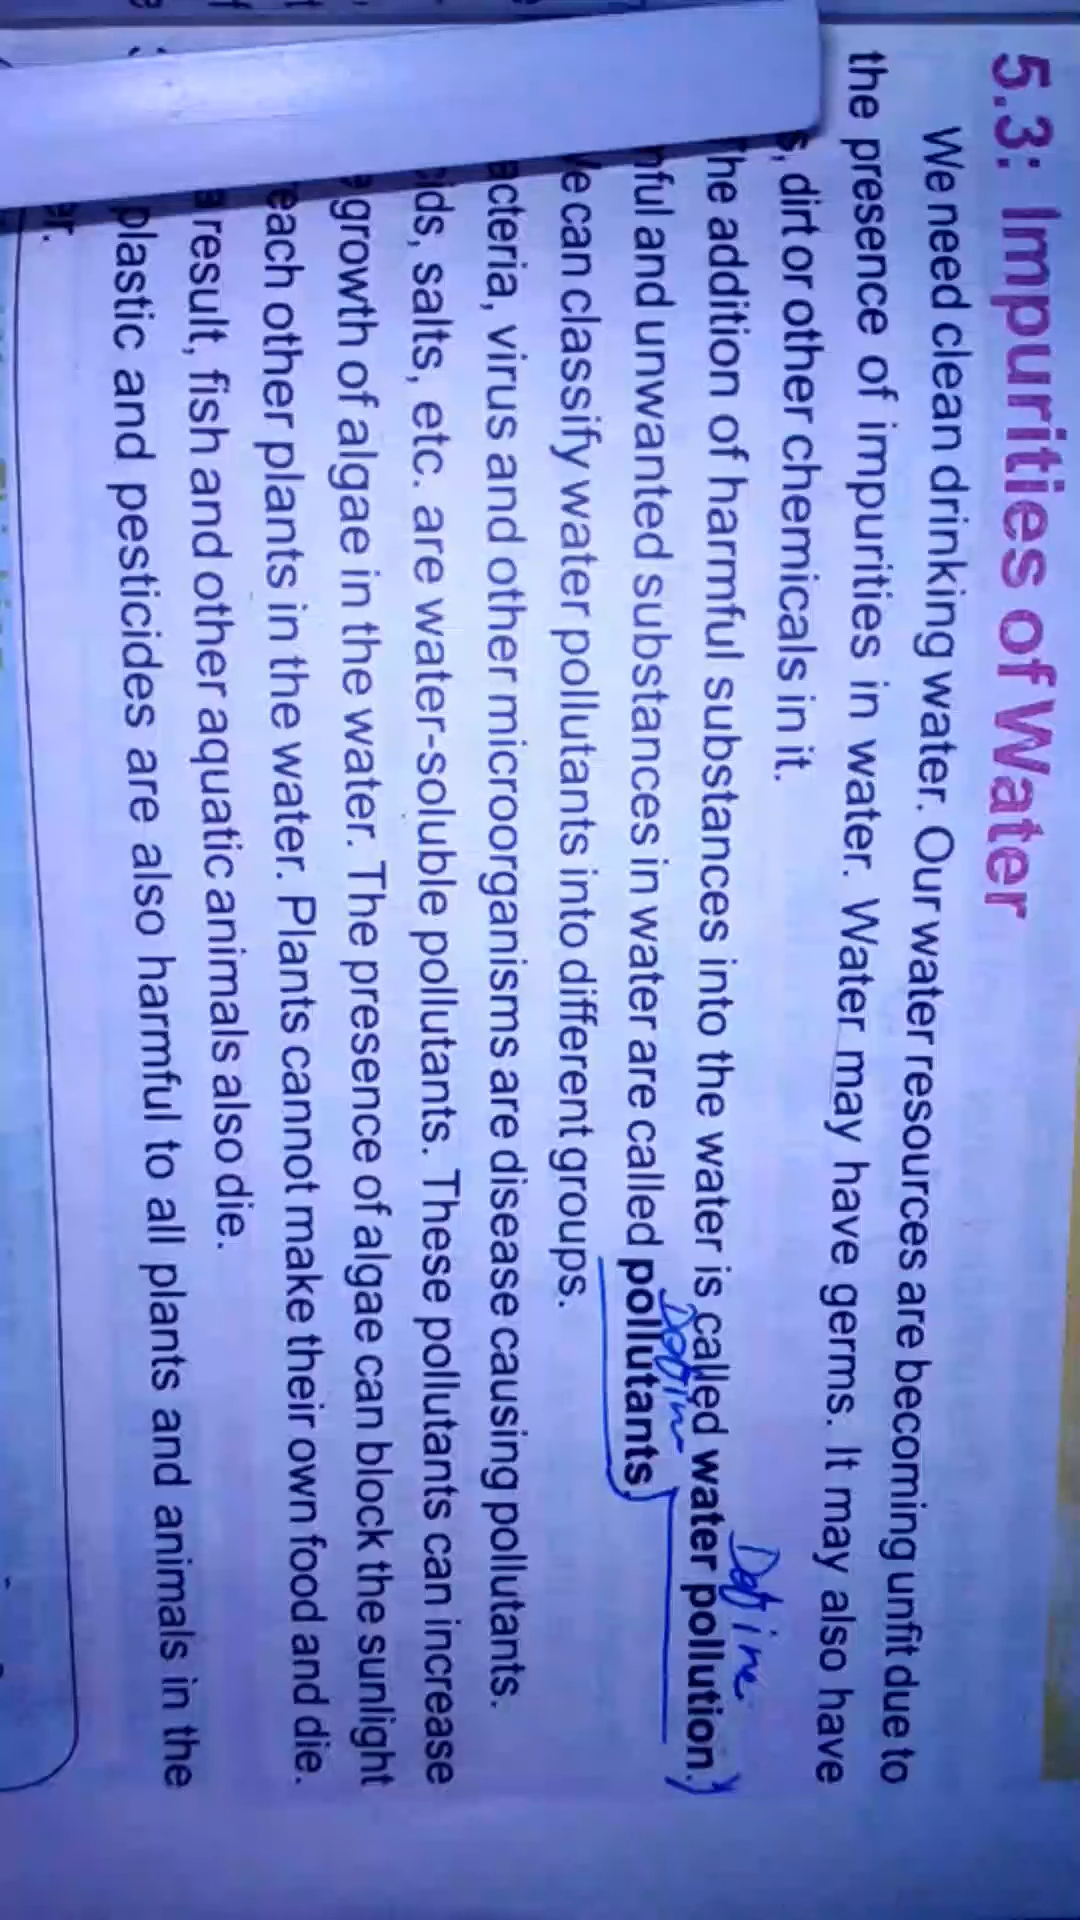 5.3: Impurities of Water
We need clean drinking water. Our water resources are becoming unfit due to
the presence of impurities in water. Water may have germs. It may also have
dirt or other chemicals in it.
Define
he addition of harmful substances into the water is called water pollution.
Defin
nful and unwanted substances in water are called pollutants
e can classify water pollutants into different groups.
acteria, virus and other microorganisms are disease causing pollutants.
ids, salts, etc. are water-soluble pollutants. These pollutants can increase
growth of algae in the water. The presence of algae can block the sunlight
each other plants in the water. Plants cannot make their own food and die.
result, fish and other aquatic animals also die.
plastic and pesticides are also harmful to all plants and animals in the
er.